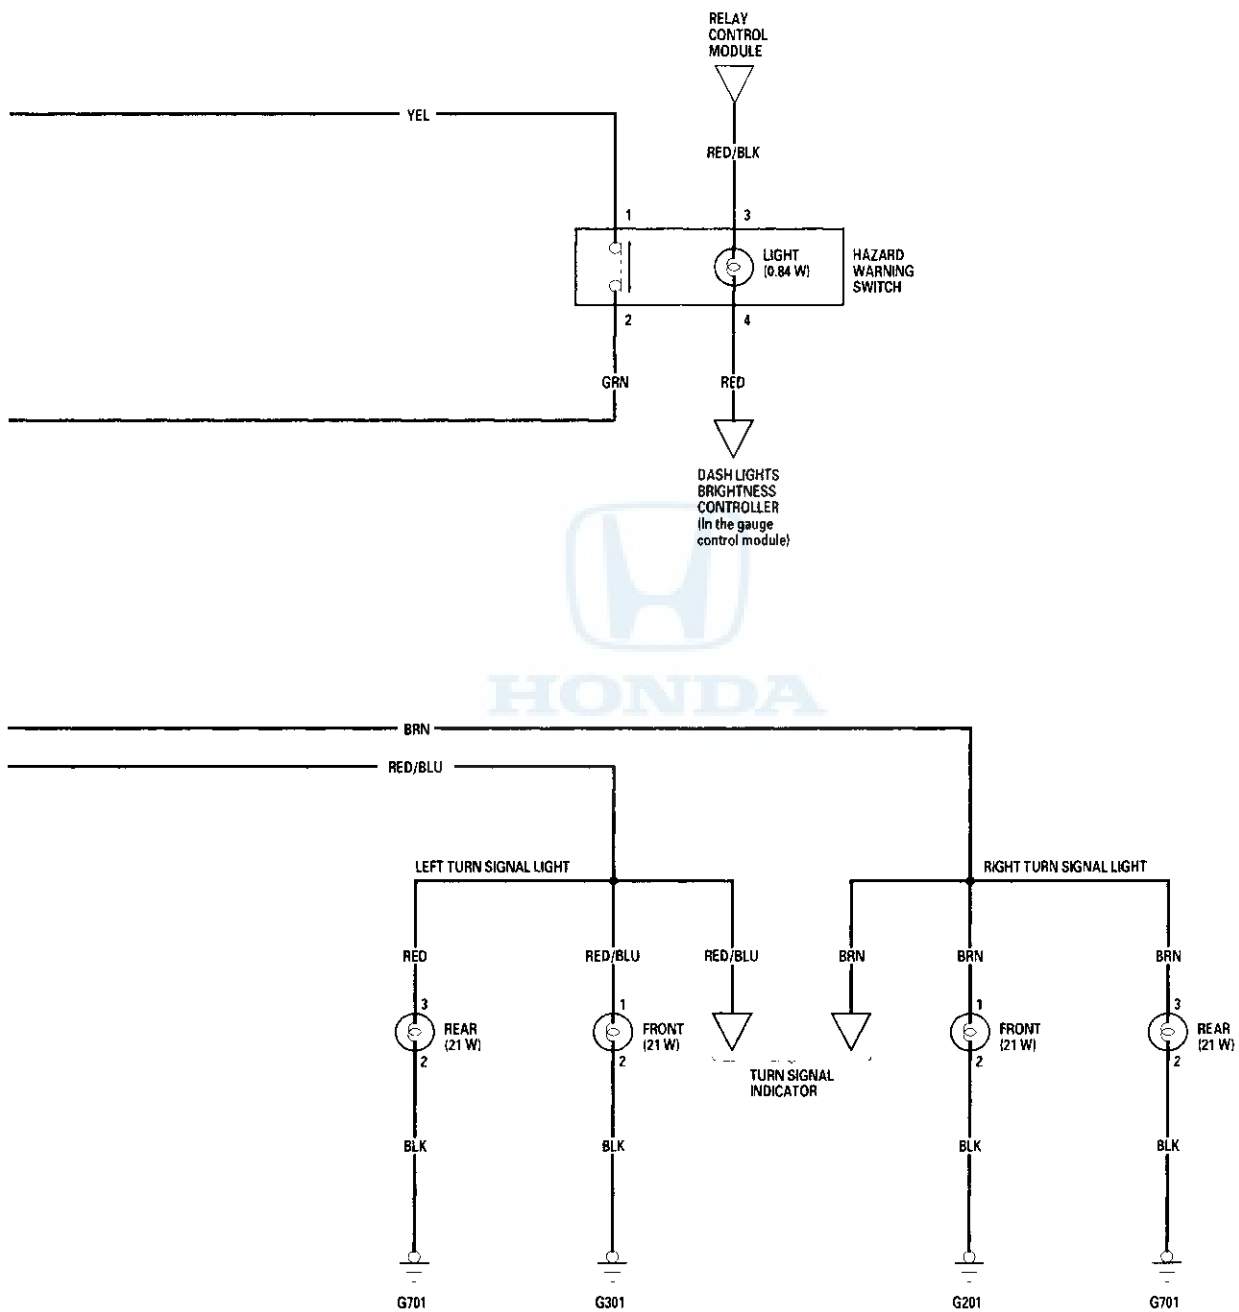 RELAY
CONTROL
MODULE
YEL
RED/BLK
1
3
LIGHT
(0.84 W)
HAZARD
WARNING
SWITCH
2
4
GRN
RED
DASH LIGHTS
BRIGHTNESS
CONTROLLER
(In the gauge
control module)
HONDA
BRN
RED/BLU
LEFT TURN SIGNAL LIGHT
RIGHT TURN SIGNAL LIGHT
RED
RED/BLU
RED/BLU
BRN
BRN
BRN
3
1
1
3
REAR
(21 W)
FRONT
(21 W)
FRONT
(21 W)
REAR
(21 W)
2
2
2
2
TURN SIGNAL
INDICATOR
BLK
BLK
BLK
BLK
G701
G301
G201
G701